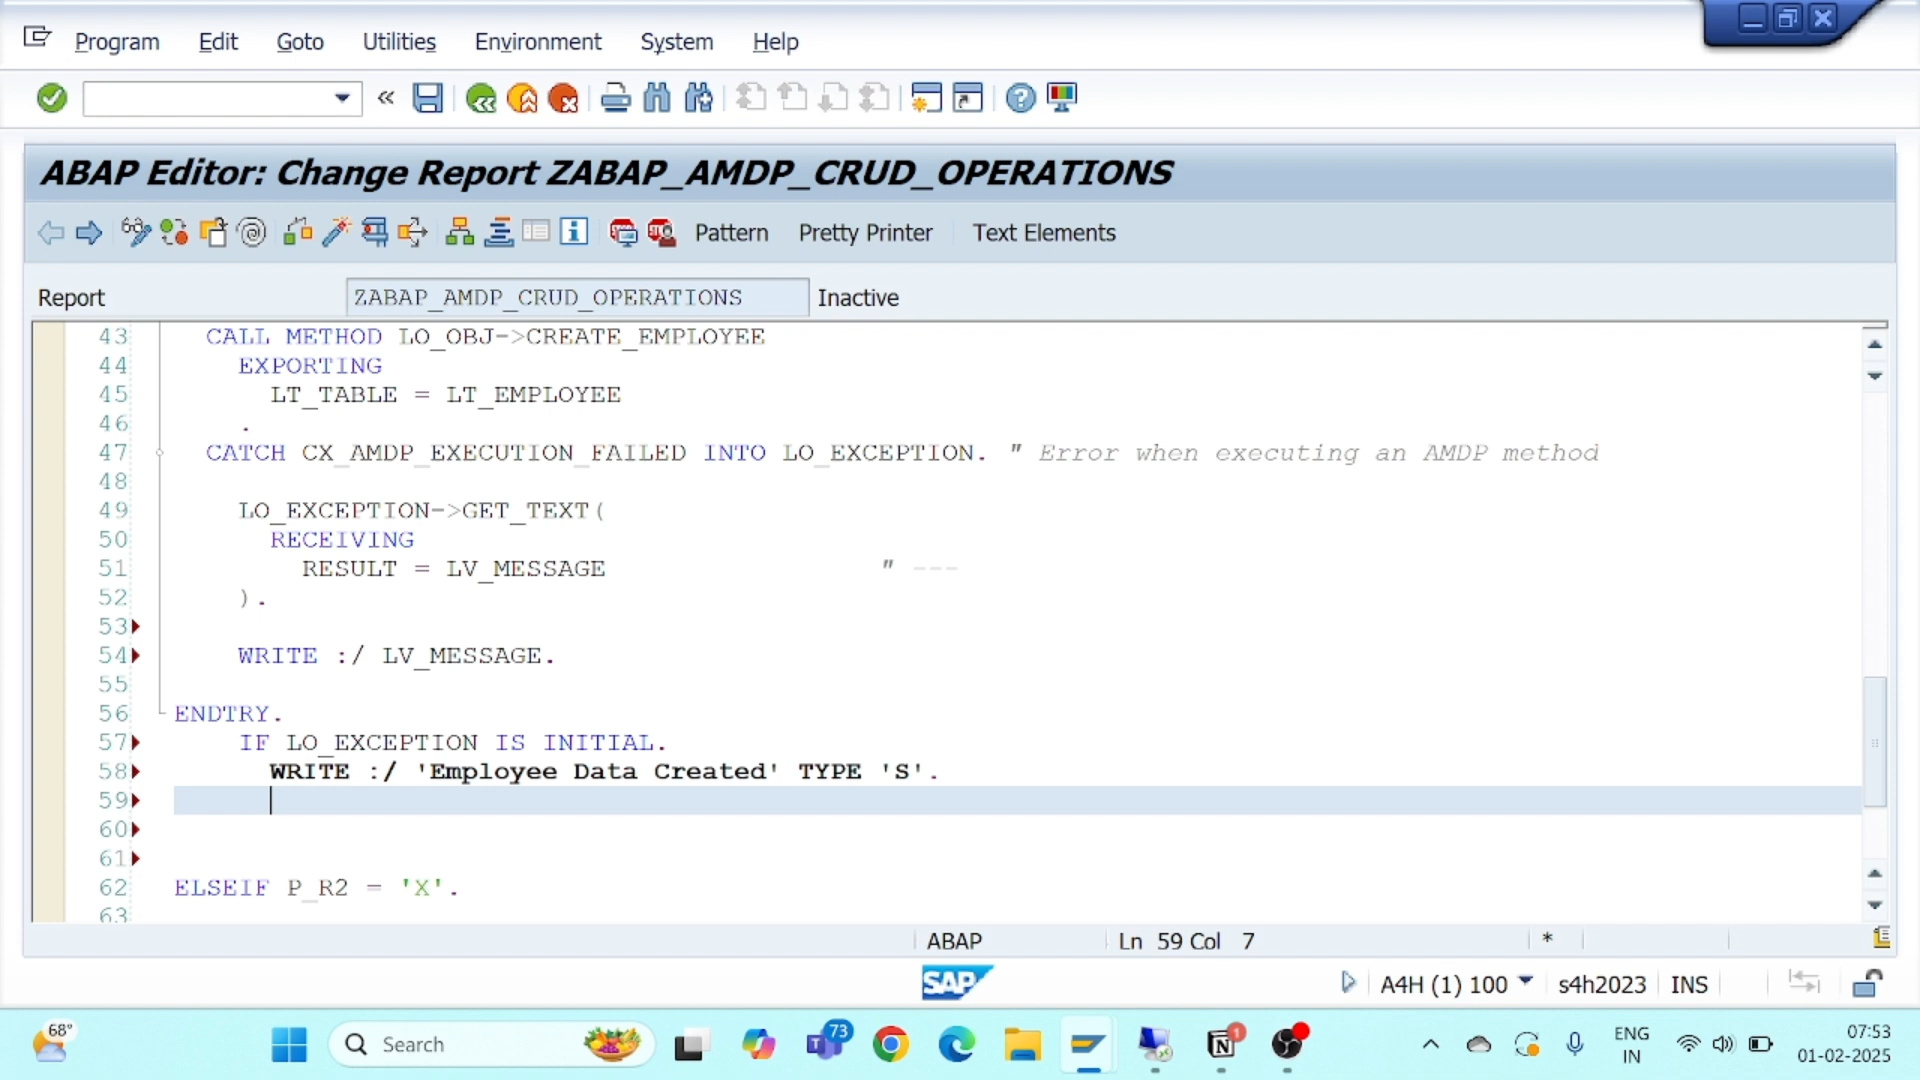 Program Edit Goto Utilities Environment System Help
ABAP Editor: Change Report ZABAP_AMDP_CRUD_OPERATIONS
Pattern Pretty Printer Text Elements
Report ZABAP_AMDP_CRUD_OPERATIONS Inactive
43 CALL METHOD LO_OBJ->CREATE_EMPLOYEE
44 EXPORTING
45 LT_TABLE = LT_EMPLOYEE
46 .
47 CATCH CX_AMDP_EXECUTION_FAILED INTO LO_EXCEPTION. " Error when executing an AMDP method
48
49 LO_EXCEPTION->GET_TEXT(
50 RECEIVING
51 RESULT = LV_MESSAGE " ---
52 ).
53
54 WRITE :/ LV_MESSAGE.
55
56 ENDTRY.
57 IF LO_EXCEPTION IS INITIAL.
58 WRITE :/ 'Employee Data Created' TYPE 'S'.
59
60
61
62 ELSEIF P_R2 = 'X'.
63
ABAP Ln 59 Col 7 *
SAP A4H (1) 100 s4h2023 INS
68° Search 73 1 ENG 07:53
IN 01-02-2025